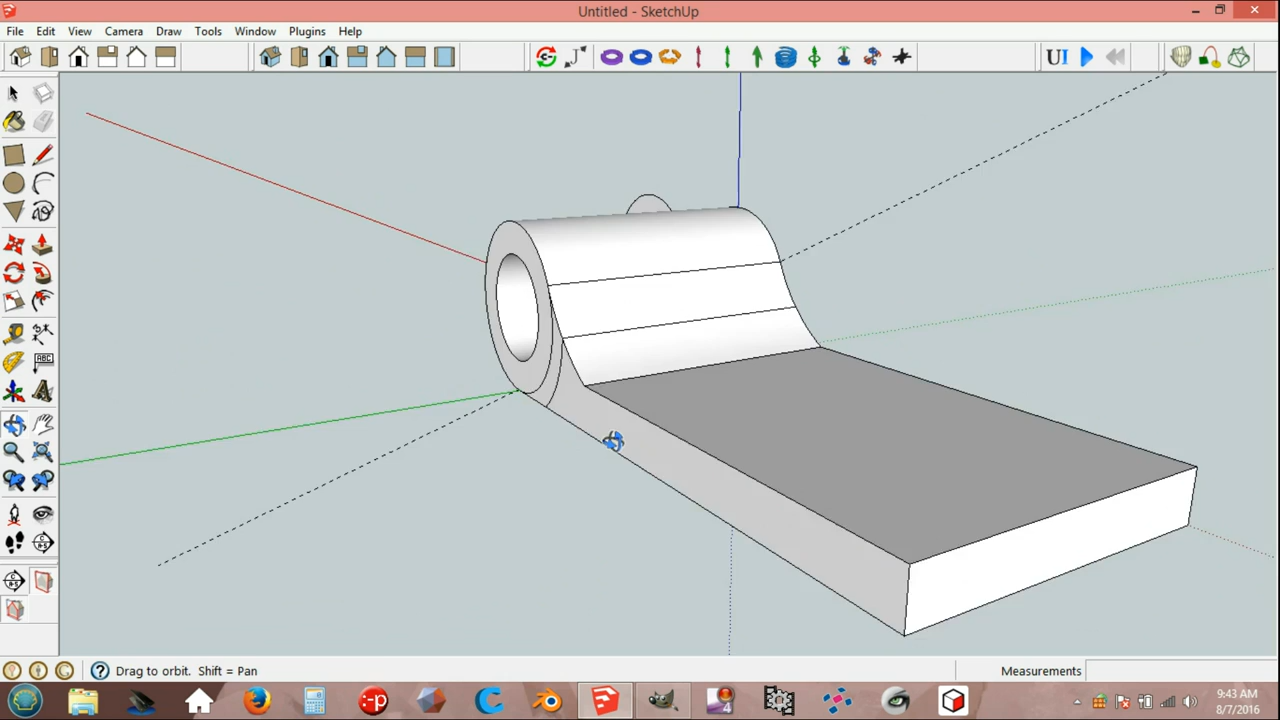 Untitled - SketchUp
File Edit View Camera Draw Tools Window Plugins Help
UI
ABC
Drag to orbit. Shift = Pan
Measurements
9:43 AM
8/7/2016